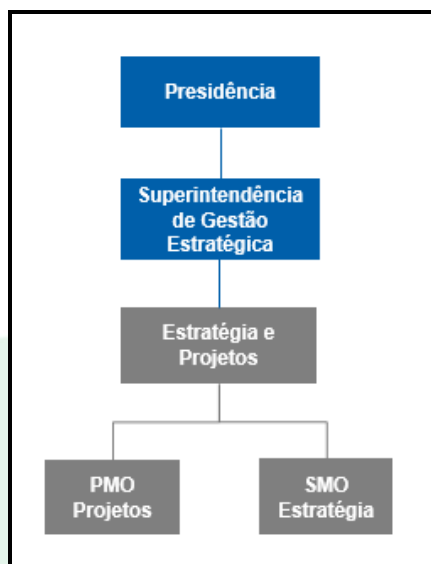 Presidência
Superintendência
de Gestão
Estratégica
Estratégia e
Projetos
PMO
Projetos
SMO
Estratégia